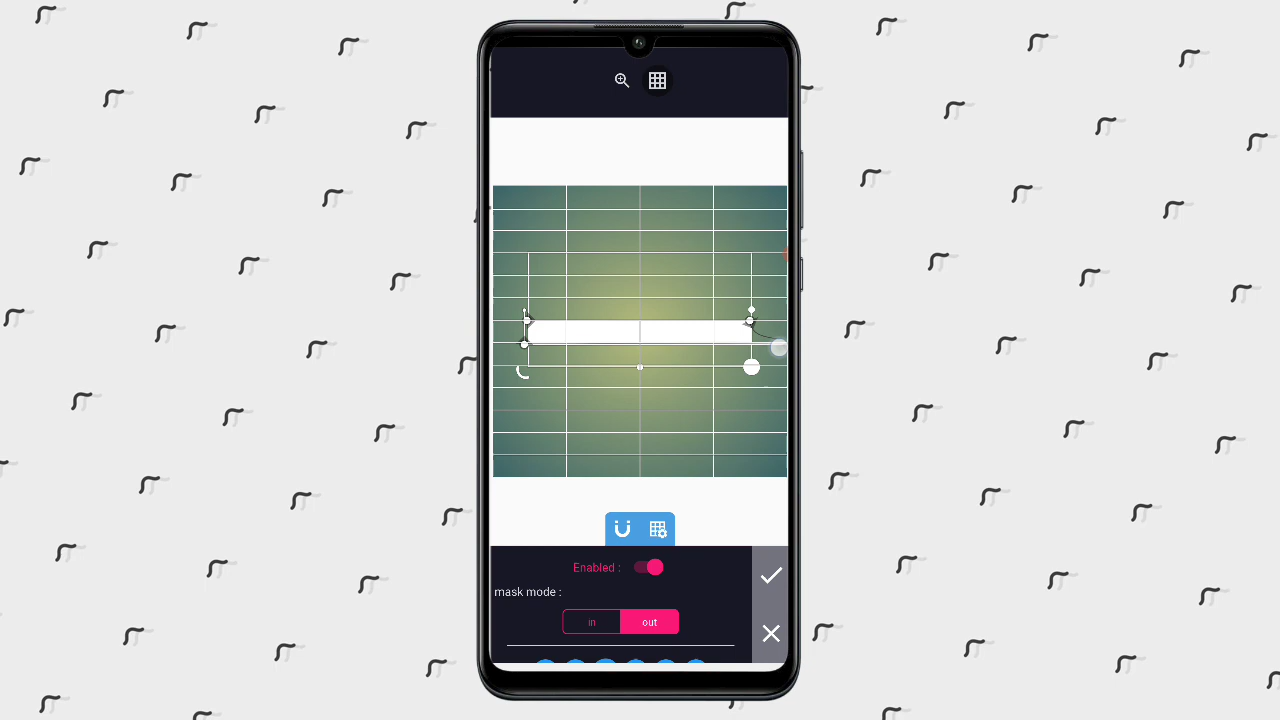 Enabled :
mask mode :
in
out